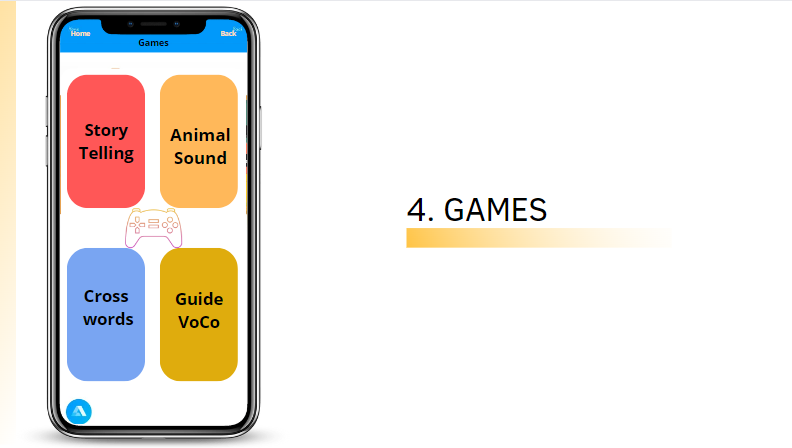 Home
Back
Games
Story
Telling
Animal
Sound
Cross
words
Guide
VoCo
4. GAMES